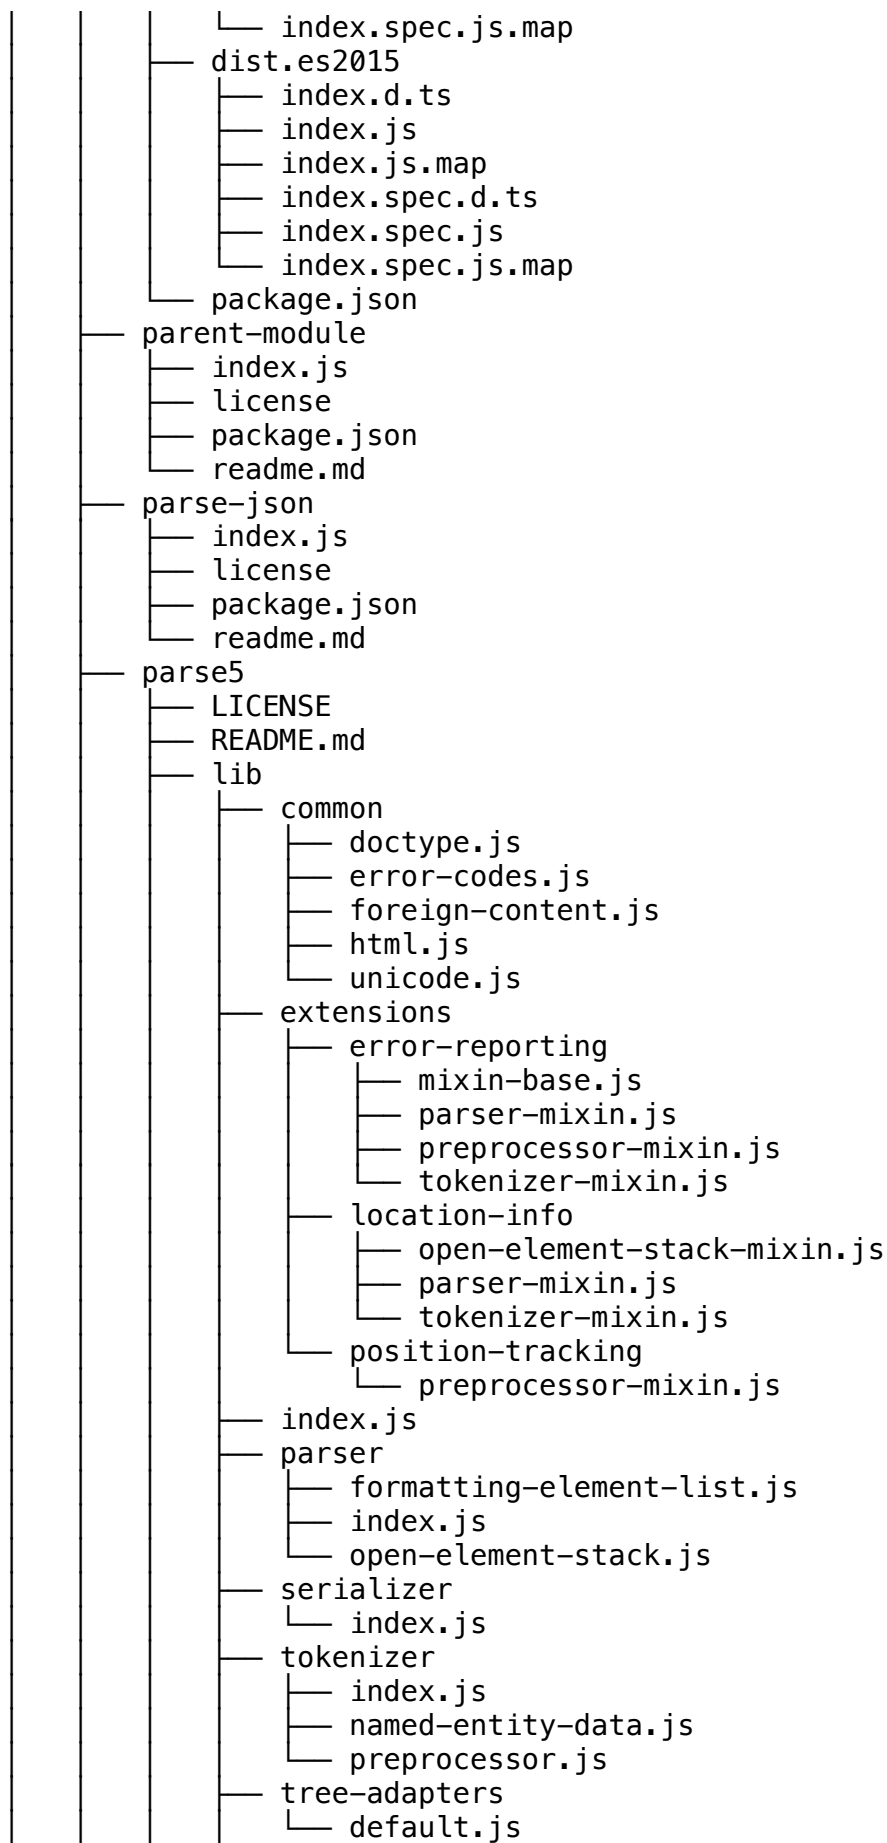 │   │   │   └── index.spec.js.map
│   │   ├── dist.es2015
│   │   │   ├── index.d.ts
│   │   │   ├── index.js
│   │   │   ├── index.js.map
│   │   │   ├── index.spec.d.ts
│   │   │   ├── index.spec.js
│   │   │   └── index.spec.js.map
│   │   └── package.json
│   ├── parent-module
│   │   ├── index.js
│   │   ├── license
│   │   ├── package.json
│   │   └── readme.md
│   ├── parse-json
│   │   ├── index.js
│   │   ├── license
│   │   ├── package.json
│   │   └── readme.md
│   ├── parse5
│   │   ├── LICENSE
│   │   ├── README.md
│   │   ├── lib
│   │   │   ├── common
│   │   │   │   ├── doctype.js
│   │   │   │   ├── error-codes.js
│   │   │   │   ├── foreign-content.js
│   │   │   │   ├── html.js
│   │   │   │   └── unicode.js
│   │   │   ├── extensions
│   │   │   │   ├── error-reporting
│   │   │   │   │   ├── mixin-base.js
│   │   │   │   │   ├── parser-mixin.js
│   │   │   │   │   ├── preprocessor-mixin.js
│   │   │   │   │   └── tokenizer-mixin.js
│   │   │   │   ├── location-info
│   │   │   │   │   ├── open-element-stack-mixin.js
│   │   │   │   │   ├── parser-mixin.js
│   │   │   │   │   └── tokenizer-mixin.js
│   │   │   │   └── position-tracking
│   │   │   │       └── preprocessor-mixin.js
│   │   │   ├── index.js
│   │   │   ├── parser
│   │   │   │   ├── formatting-element-list.js
│   │   │   │   ├── index.js
│   │   │   │   └── open-element-stack.js
│   │   │   ├── serializer
│   │   │   │   └── index.js
│   │   │   ├── tokenizer
│   │   │   │   ├── index.js
│   │   │   │   ├── named-entity-data.js
│   │   │   │   └── preprocessor.js
│   │   │   ├── tree-adapters
│   │   │   │   └── default.js